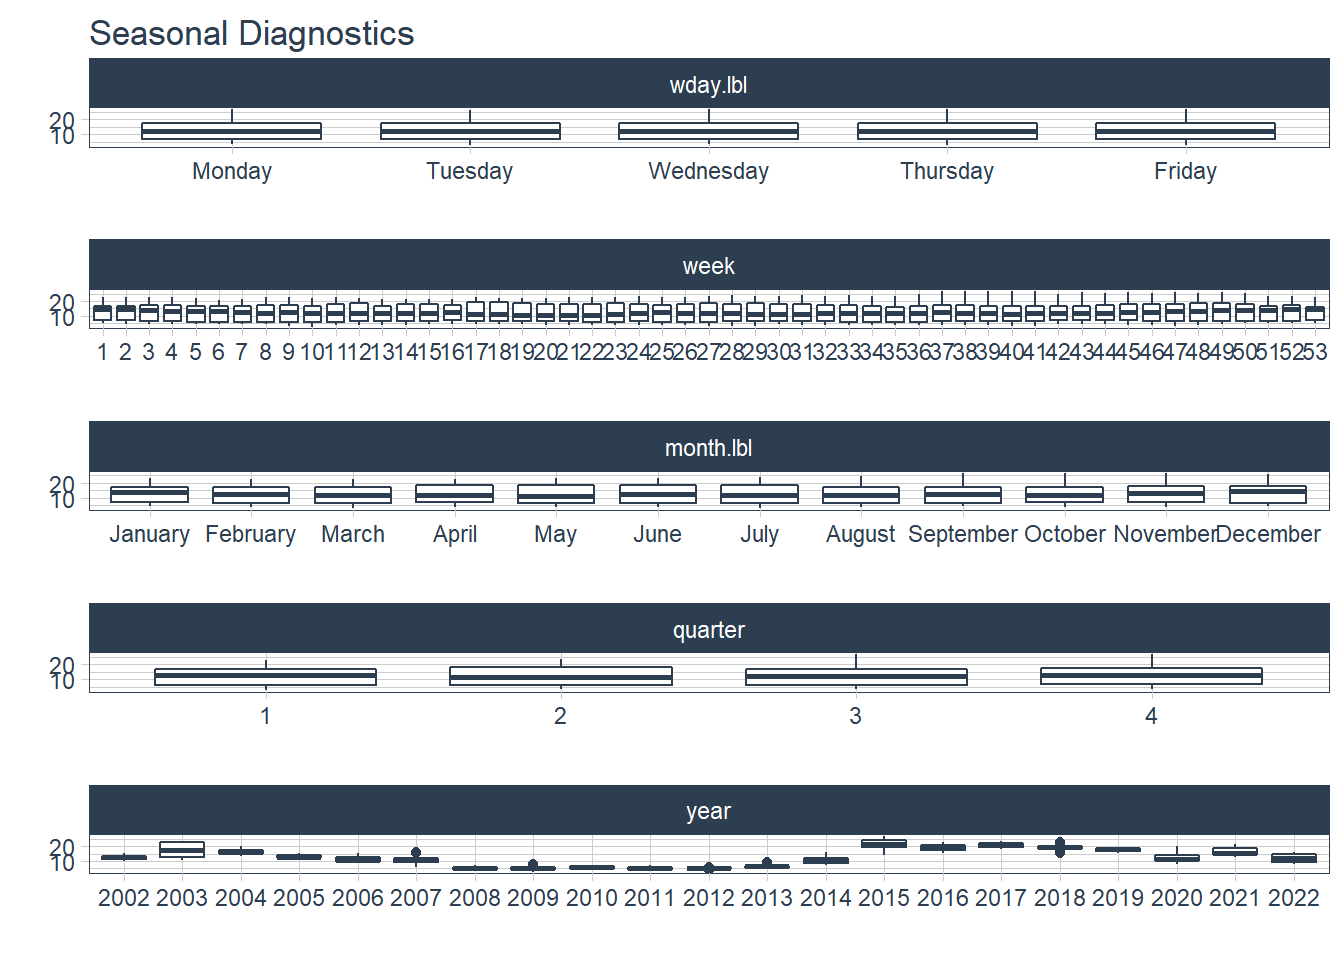 Seasonal Diagnostics
wday.lbl
20
10
Monday Tuesday Wednesday Thursday Friday
week
20
10
1 2 3 4 5 6 7 8 9 10 11 12 13 14 15 16 17 18 19 20 21 22 23 24 25 26 27 28 29 30 31 32 33 34 35 36 37 38 39 40 41 42 43 44 45 46 47 48 49 50 51 52 53
month.lbl
20
10
January February March April May June July August September October November December
quarter
20
10
1 2 3 4
year
20
10
2002 2003 2004 2005 2006 2007 2008 2009 2010 2011 2012 2013 2014 2015 2016 2017 2018 2019 2020 2021 2022